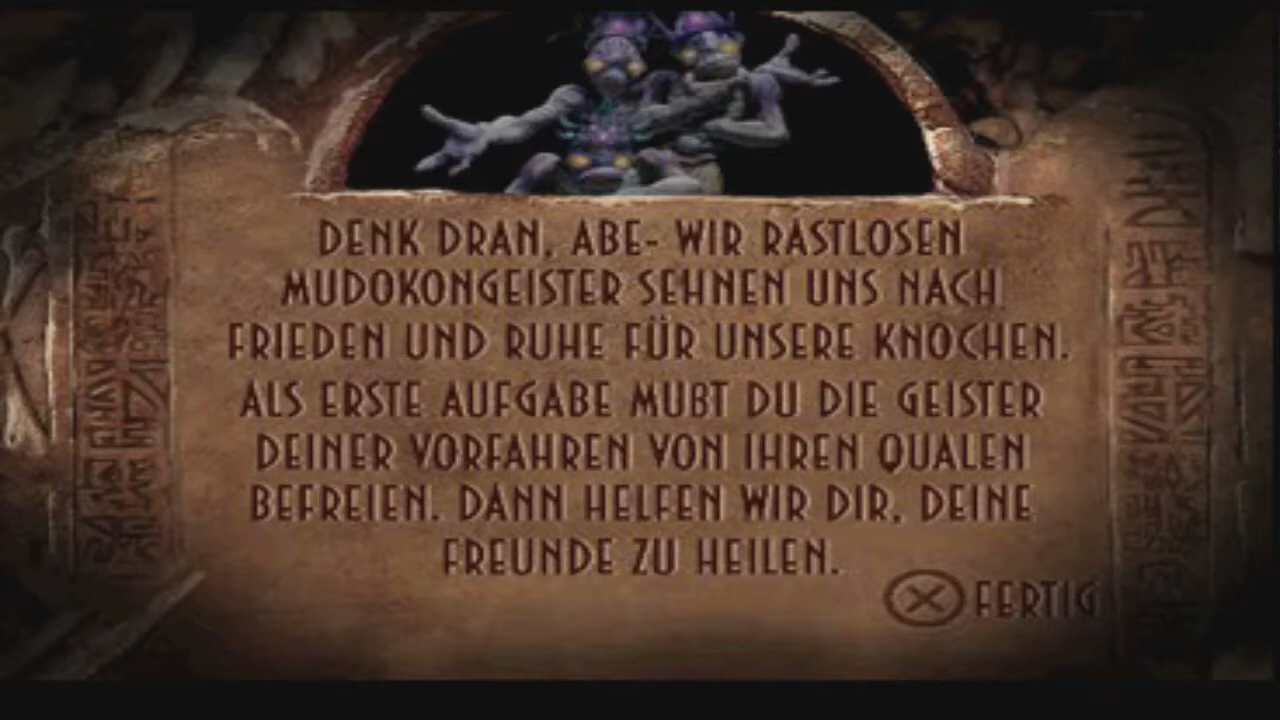 DENK DRAN, ABE- WIR RASTLOSEN
MUDOKONGEISTER SEHNEN UNS NACH
FRIEDEN UND RUHE FÜR UNSERE KNOCHEN.
ALS ERSTE AUFGABE MUßT DU DIE GEISTER
DEINER VORFAHREN VON IHREN QUALEN
BEFREIEN. DANN HELFEN WIR DIR, DEINE
FREUNDE ZU HEILEN.
FERTIG